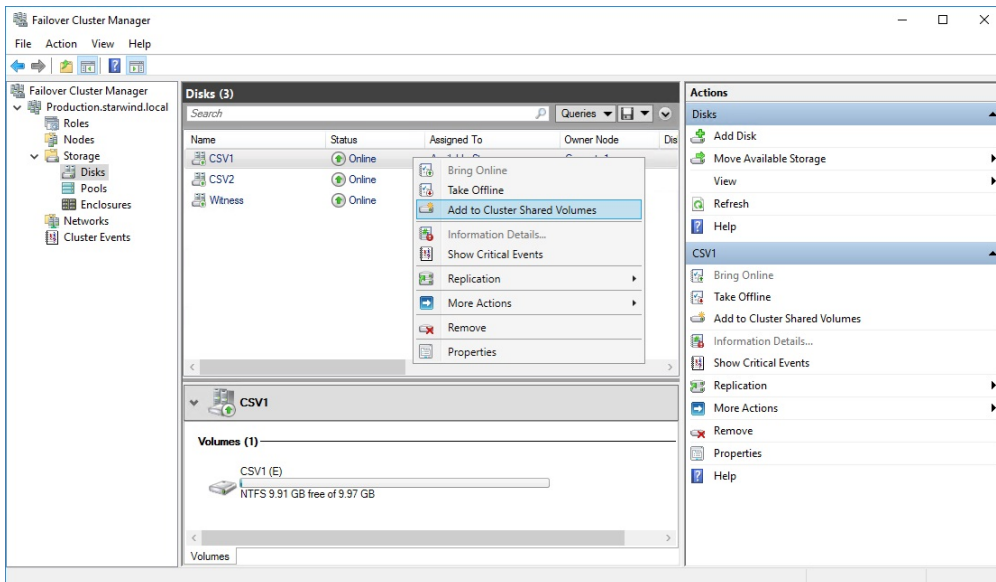 Failover Cluster Manager
File Action View Help
Failover Cluster Manager
Production.starwind.local
Roles
Nodes
Storage
Disks
Pools
Enclosures
Networks
Cluster Events
Disks (3)
Search
Queries
Name Status Assigned To Owner Node Dis
CSV1 Online
CSV2 Online
Witness Online
Bring Online
Take Offline
Add to Cluster Shared Volumes
Information Details...
Show Critical Events
Replication
More Actions
Remove
Properties
CSV1
Volumes (1)
CSV1 (E)
NTFS 9.91 GB free of 9.97 GB
Volumes
Actions
Disks
Add Disk
Move Available Storage
View
Refresh
Help
CSV1
Bring Online
Take Offline
Add to Cluster Shared Volumes
Information Details...
Show Critical Events
Replication
More Actions
Remove
Properties
Help